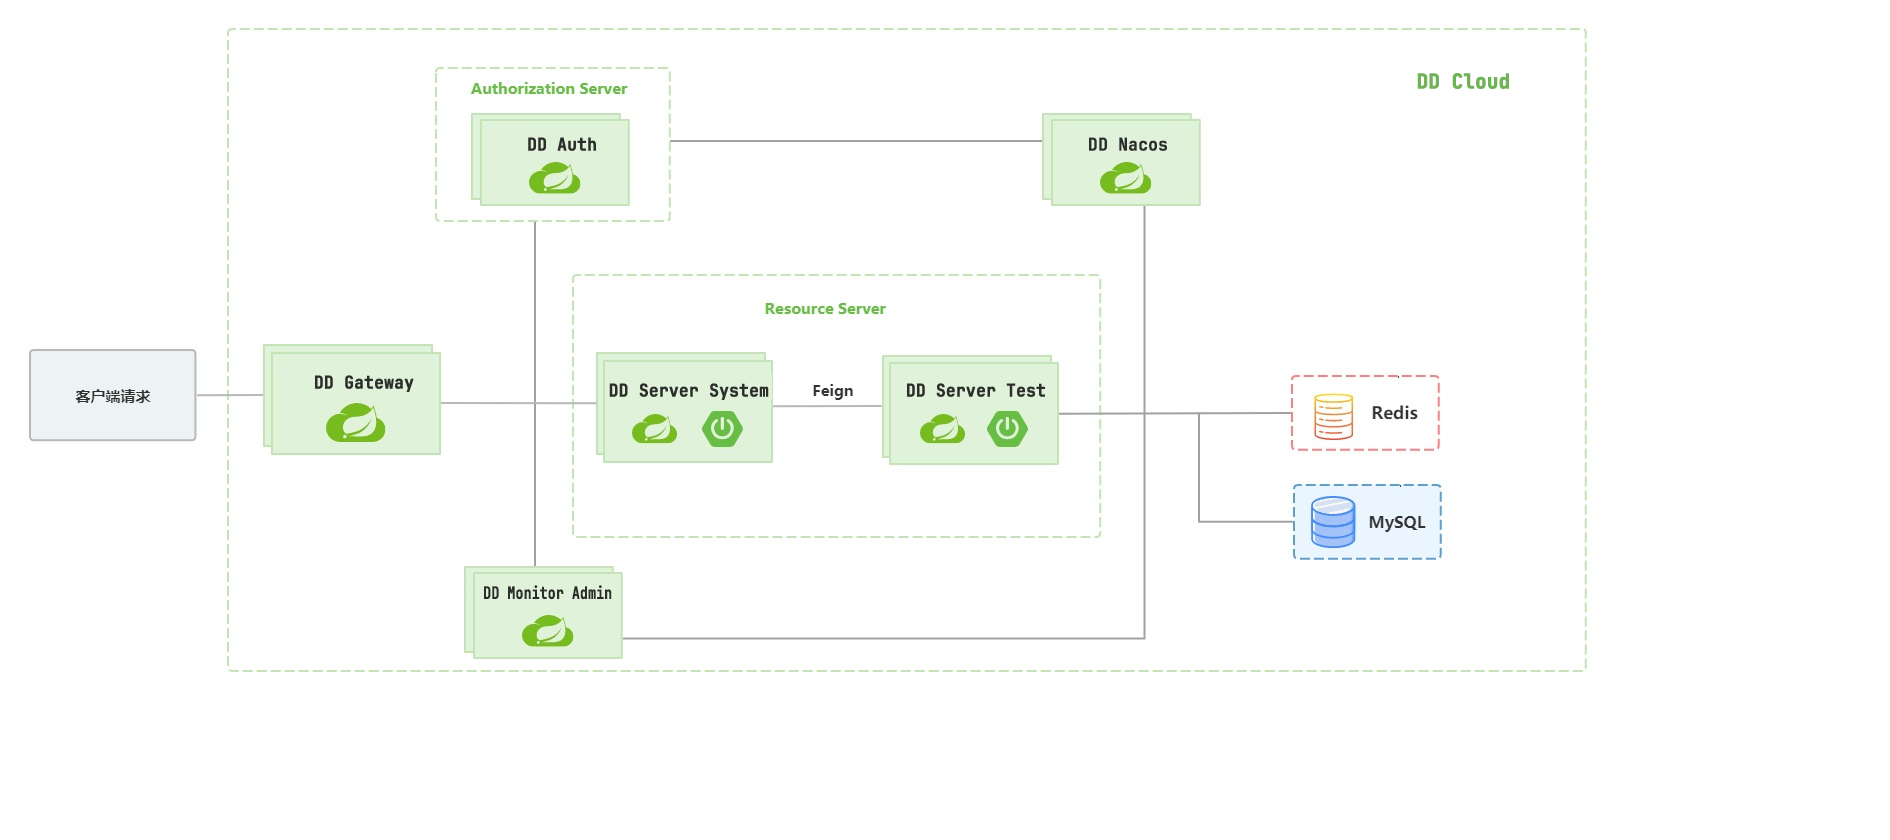 DD Cloud
Authorization Server
DD Auth
DD Nacos
Resource Server
客户端请求
DD Gateway
DD Server System
Feign
DD Server Test
Redis
MySQL
DD Monitor Admin